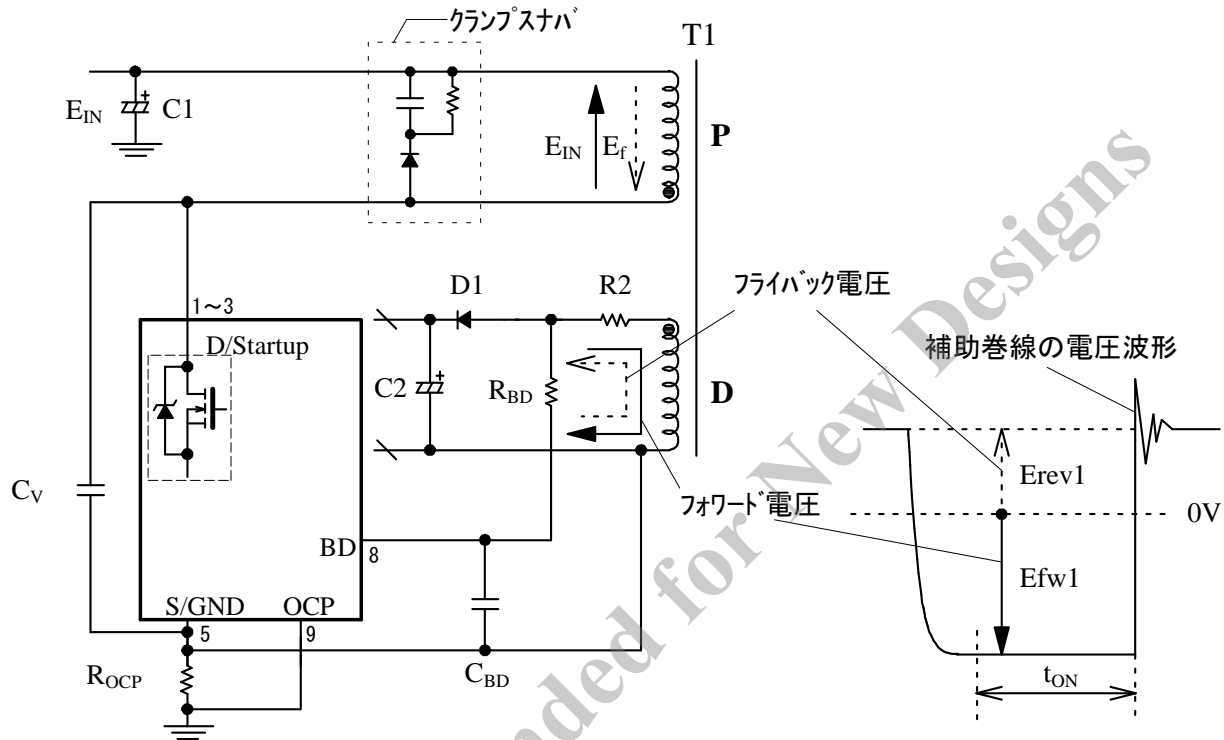 クランプスナバ
T1
E_IN
C1
E_IN
E_f
P
1～3
D/Startup
D1
R2
フライバック電圧
補助巻線の電圧波形
C2
R_BD
D
C_V
フォワード電圧
Erev1
0V
BD
8
Efw1
S/GND
OCP
5
9
R_OCP
C_BD
t_ON
nded for New Designs